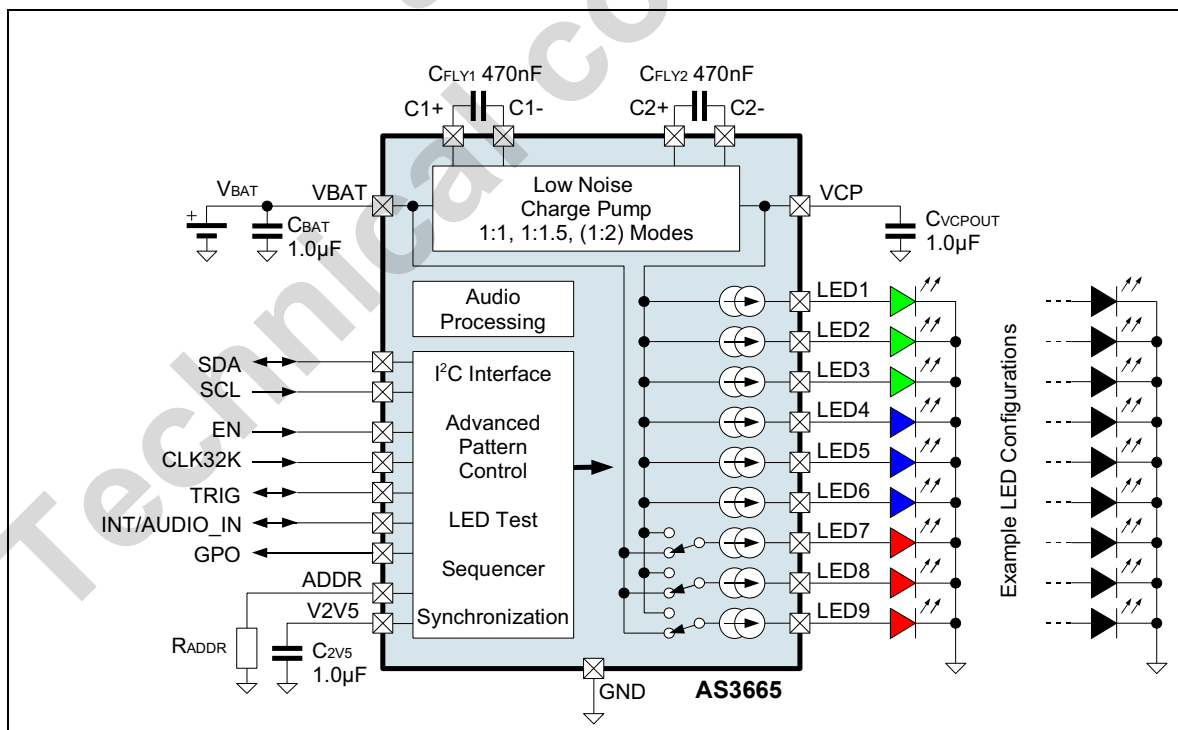 CFLY1 470nF
CFLY2 470nF
C1+
C1-
C2+
C2-
VBAT
VBAT
Low Noise
Charge Pump
1:1, 1:1.5, (1:2) Modes
VCP
CBAT
1.0µF
CVCPOUT
1.0µF
Audio
Processing
LED1
LED2
LED3
LED4
LED5
LED6
LED7
LED8
LED9
Example LED Configurations
SDA
SCL
EN
CLK32K
TRIG
INT/AUDIO_IN
GPO
ADDR
V2V5
I²C Interface
Advanced
Pattern
Control
LED Test
Sequencer
Synchronization
RADDR
C2V5
1.0µF
GND
AS3665
Technical co